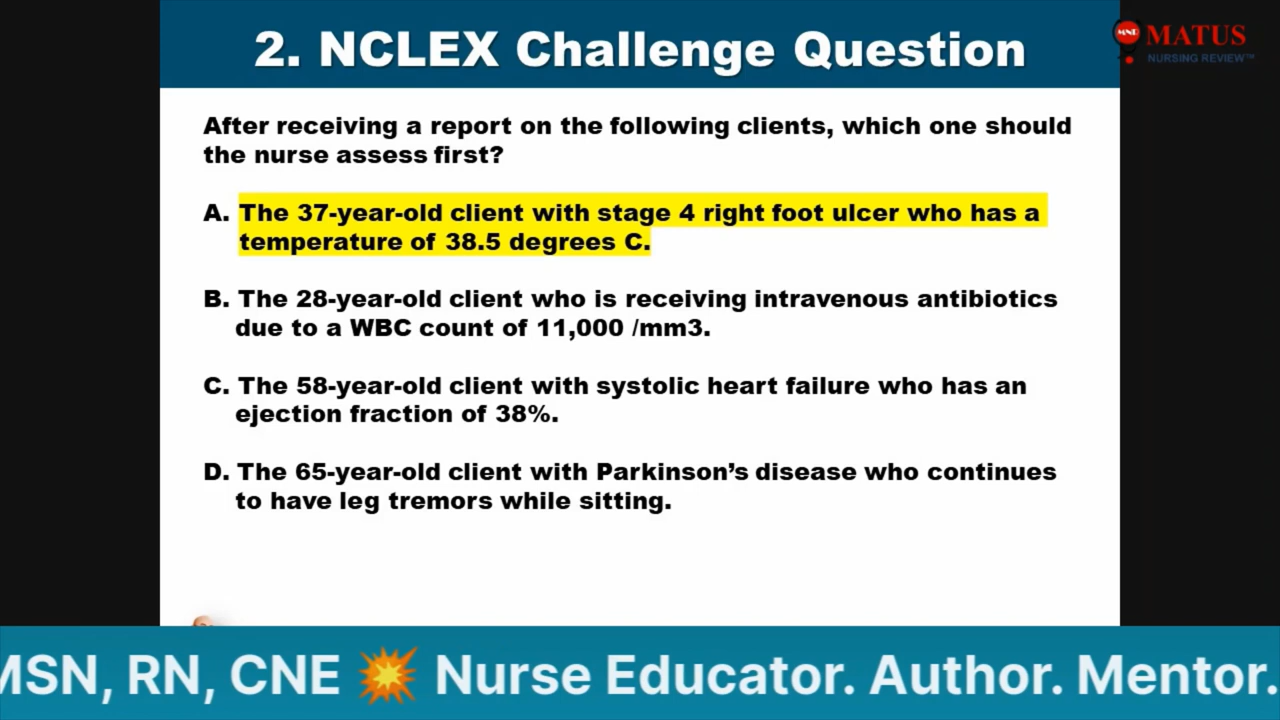 2. NCLEX Challenge Question
MNR
MATUS
NURSING REVIEW™
After receiving a report on the following clients, which one should
the nurse assess first?
A. The 37-year-old client with stage 4 right foot ulcer who has a
temperature of 38.5 degrees C.
B. The 28-year-old client who is receiving intravenous antibiotics
due to a WBC count of 11,000 /mm3.
C. The 58-year-old client with systolic heart failure who has an
ejection fraction of 38%.
D. The 65-year-old client with Parkinson’s disease who continues
to have leg tremors while sitting.
MSN, RN, CNE 💥 Nurse Educator. Author. Mentor.